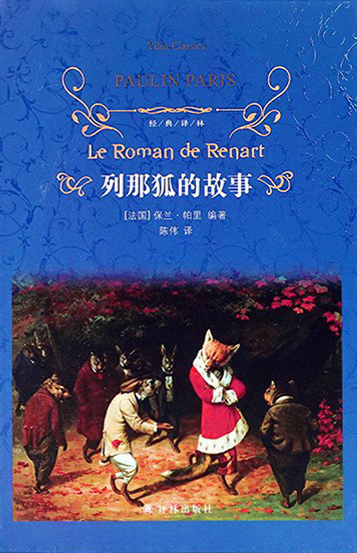 Yilin Classics
PAULIN PARIS
经/典/译/林
Le Roman de Renart
列那狐的故事
[法国] 保兰·帕里 编著
陈伟 译
译林出版社